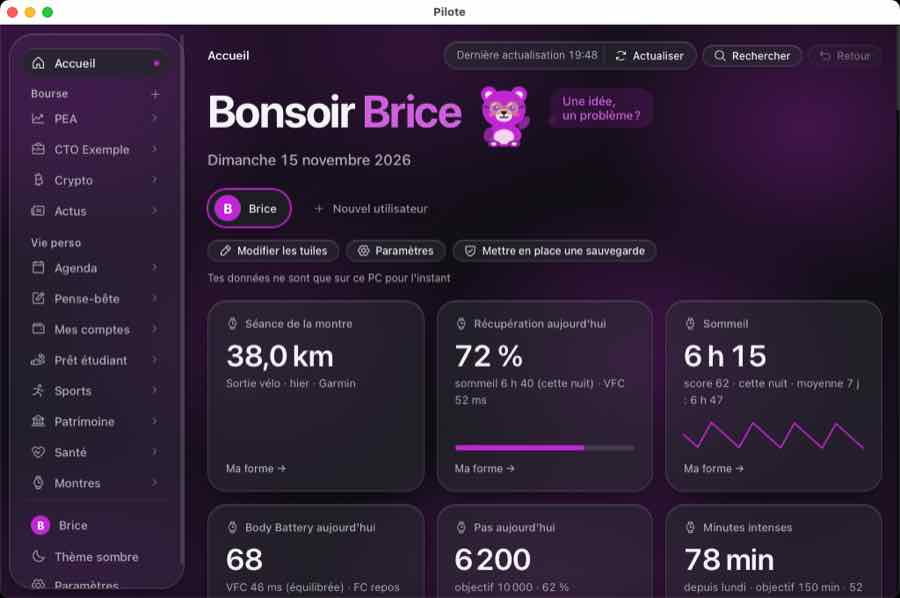 Pilote
Accueil
Bourse
PEA
CTO Exemple
Crypto
Actus
Vie perso
Agenda
Pense-bête
Mes comptes
Prêt étudiant
Sports
Patrimoine
Santé
Montres
B Brice
Thème sombre
Paramètres
Accueil
Dernière actualisation 19:48 Actualiser Rechercher Retour
Bonsoir Brice
Une idée,
un problème ?
Dimanche 15 novembre 2026
B Brice + Nouvel utilisateur
Modifier les tuiles Paramètres Mettre en place une sauvegarde
Tes données ne sont que sur ce PC pour l'instant
Séance de la montre
38,0 km
Sortie vélo · hier · Garmin
Ma forme →
Récupération aujourd'hui
72 %
sommeil 6 h 40 (cette nuit) · VFC
52 ms
Ma forme →
Sommeil
6 h 15
score 62 · cette nuit · moyenne 7 j
: 6 h 47
Ma forme →
Body Battery aujourd'hui
68
VFC 46 ms (équilibrée) · FC repos
Pas aujourd'hui
6 200
objectif 10 000 · 62 %
Minutes intenses
78 min
depuis lundi · objectif 150 min · 52